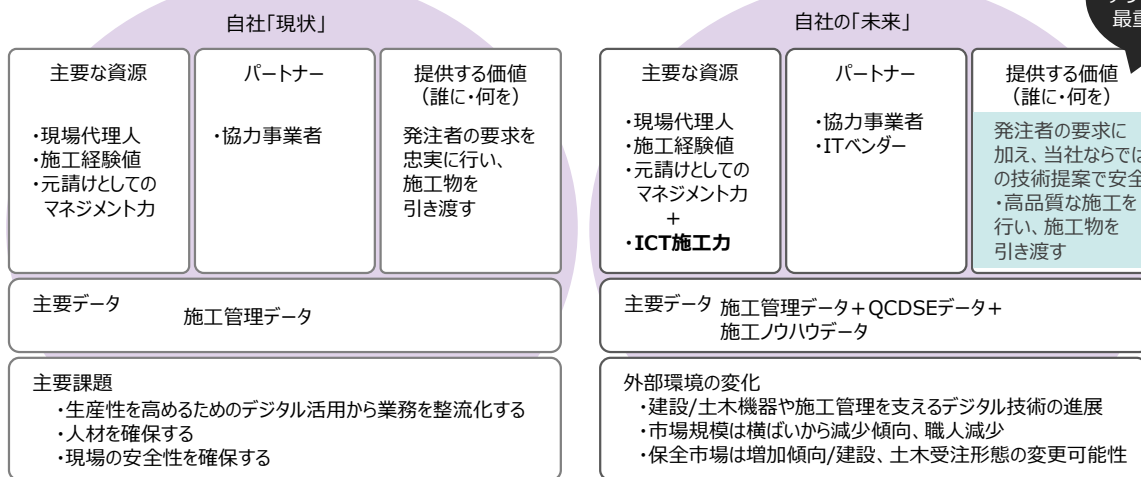 自社「現状」
主要な資源
・現場代理人
・施工経験値
・元請けとしての
マネジメント力
パートナー
・協力事業者
提供する価値
（誰に・何を）
発注者の要求を
忠実に行い、
施工物を
引き渡す
主要データ
施工管理データ
主要課題
・生産性を高めるためのデジタル活用から業務を整流化する
・人材を確保する
・現場の安全性を確保する
自社の「未来」
最重
主要な資源
・現場代理人
・施工経験値
・元請けとしての
マネジメント力
＋
・ICT施工力
パートナー
・協力事業者
・ITベンダー
提供する価値
（誰に・何を）
発注者の要求に
加え、当社ならでは
の技術提案で安全
・高品質な施工を
行い、施工物を
引き渡す
主要データ
施工管理データ＋QCDSEデータ＋
施工ノウハウデータ
外部環境の変化
・建設/土木機器や施工管理を支えるデジタル技術の進展
・市場規模は横ばいから減少傾向、職人減少
・保全市場は増加傾向/建設、土木受注形態の変更可能性